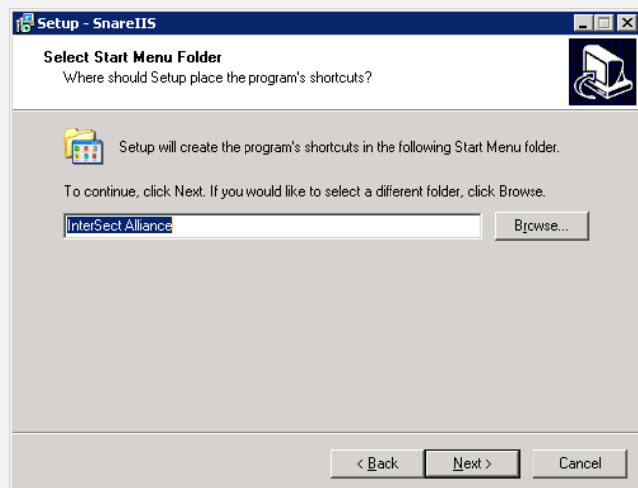 Setup - SnareIIS
Select Start Menu Folder
Where should Setup place the program's shortcuts?
Setup will create the program's shortcuts in the following Start Menu folder.
To continue, click Next. If you would like to select a different folder, click Browse.
InterSect Alliance
Browse...
< Back
Next >
Cancel